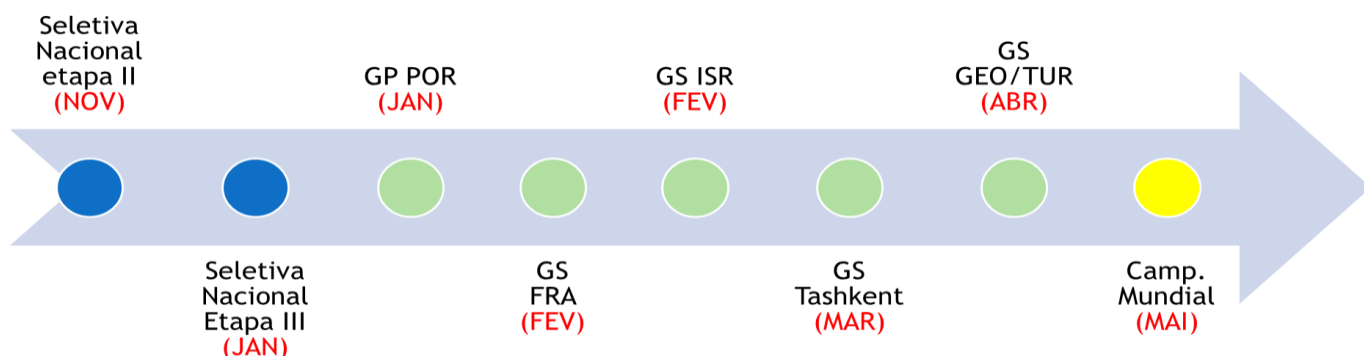 Seletiva
Nacional
etapa II
(NOV)
Seletiva
Nacional
Etapa III
(JAN)
GP POR
(JAN)
GS
FRA
(FEV)
GS ISR
(FEV)
GS
Tashkent
(MAR)
GS
GEO/TUR
(ABR)
Camp.
Mundial
(MAI)